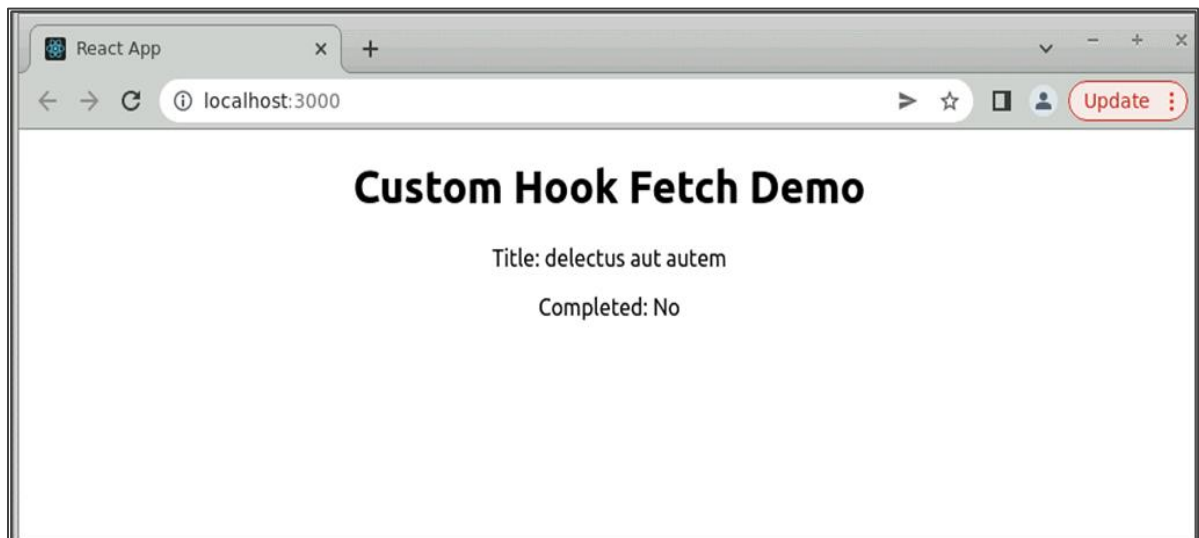 React App
localhost:3000
Update
Custom Hook Fetch Demo
Title: delectus aut autem
Completed: No